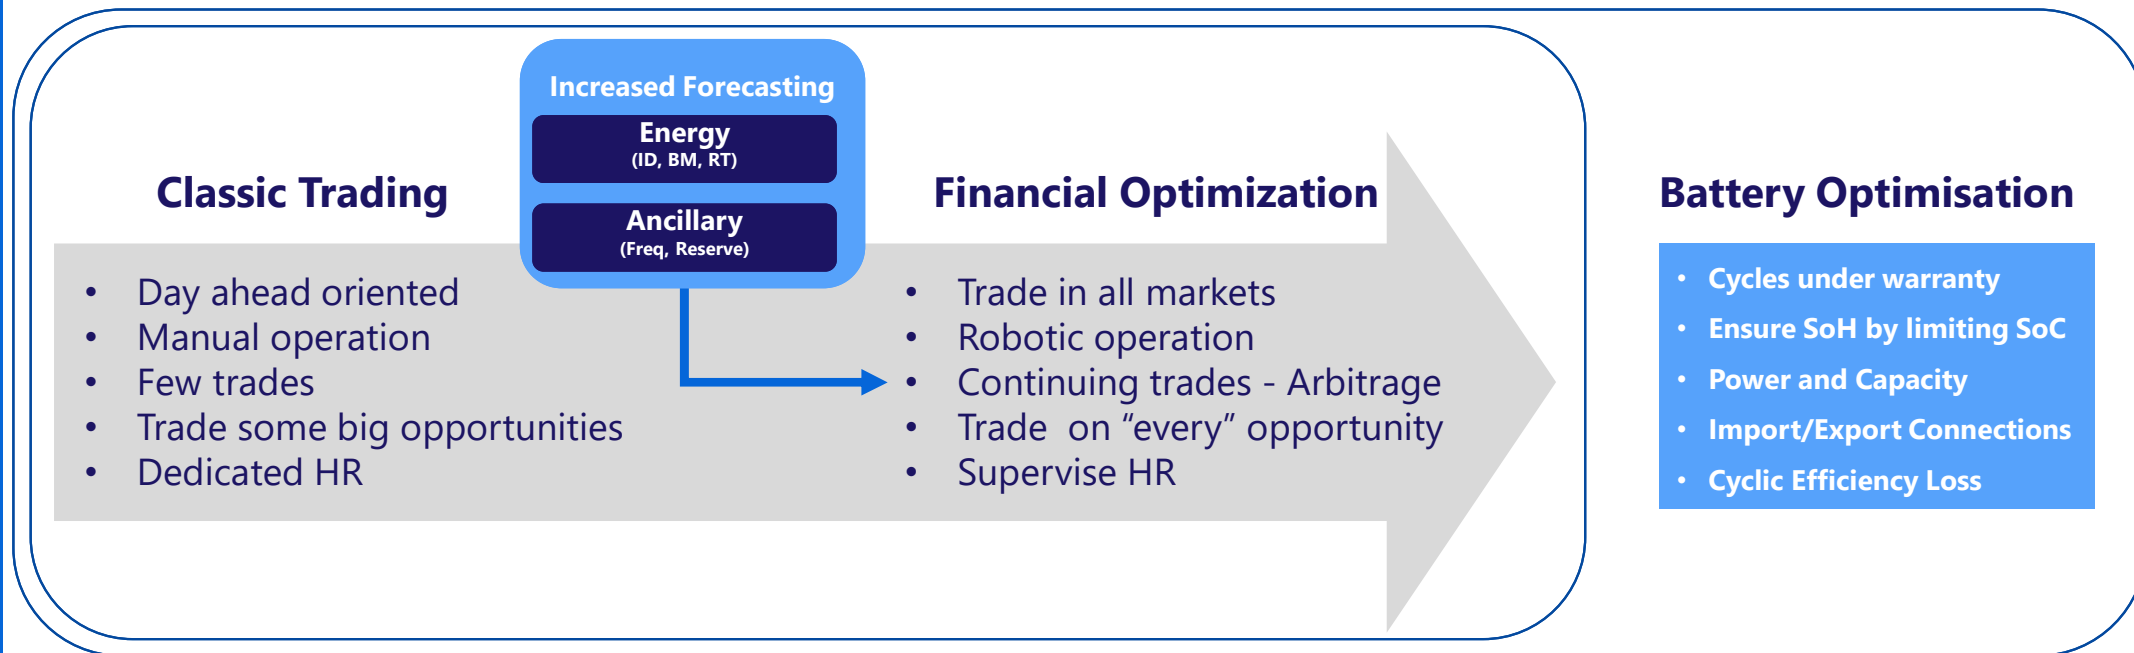 Increased Forecasting
Energy
(ID, BM, RT)
Ancillary
(Freq, Reserve)
Classic Trading
• Day ahead oriented
• Manual operation
• Few trades
• Trade some big opportunities
• Dedicated HR
Financial Optimization
• Trade in all markets
• Robotic operation
• Continuing trades - Arbitrage
• Trade  on “every” opportunity
• Supervise HR
Battery Optimisation
• Cycles under warranty
• Ensure SoH by limiting SoC
• Power and Capacity
• Import/Export Connections
• Cyclic Efficiency Loss